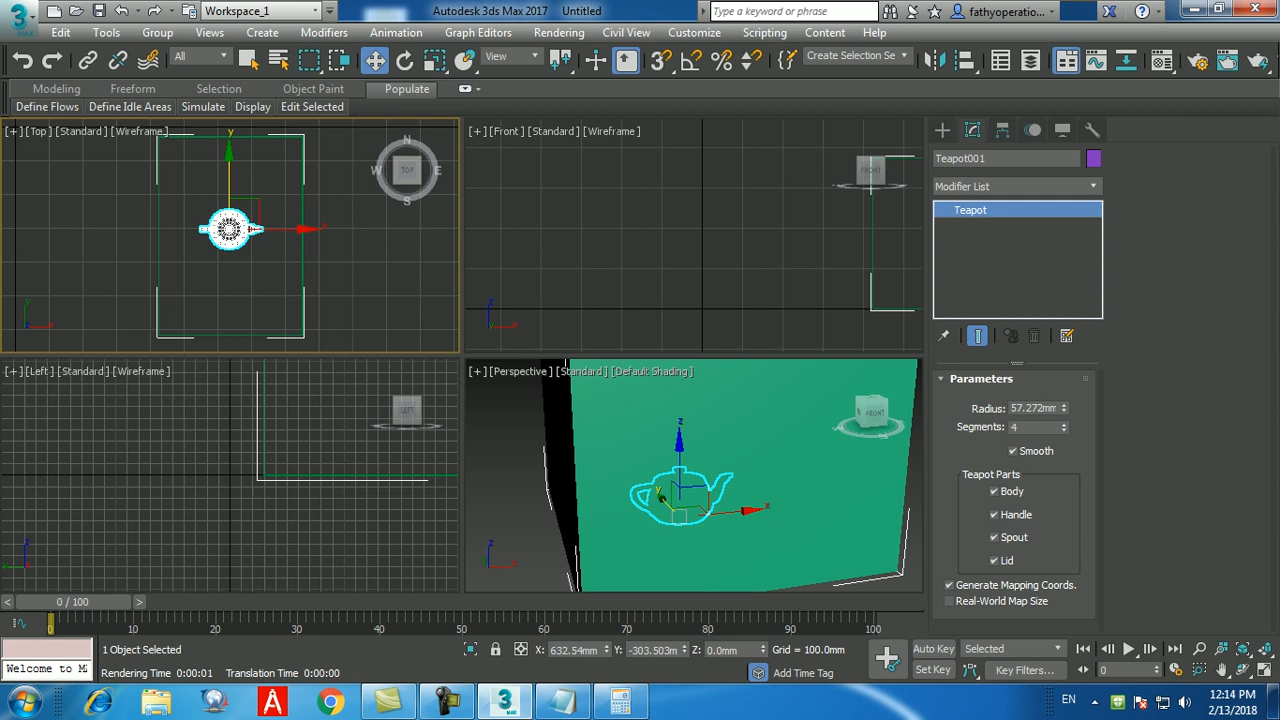 Workspace_1
Autodesk 3ds Max 2017 Untitled
Type a keyword or phrase
fathyoperatio...
MAX
Edit Tools Group Views Create Modifiers Animation Graph Editors Rendering Civil View Customize Scripting Content Help
All
View
Create Selection Se
Modeling Freeform Selection Object Paint Populate
Define Flows Define Idle Areas Simulate Display Edit Selected
[+] [Top] [Standard] [Wireframe]
y
N
W TOP E
S
x
y
x
[+] [Front] [Standard] [Wireframe]
FRONT
z
y x
Teapot001
Modifier List
Teapot
[+] [Left] [Standard] [Wireframe]
LEFT
z
y
[+] [Perspective] [Standard] [Default Shading]
FRONT
z
y
x
z
x
Parameters
Radius: 57.272mm
Segments: 4
Smooth
Teapot Parts
Body
Handle
Spout
Lid
Generate Mapping Coords.
Real-World Map Size
< 0 / 100 >
0 10 20 30 40 50 60 70 80 90 100
1 Object Selected
X: 632.54mm Y: -303.503m Z: 0.0mm Grid = 100.0mm
Auto Key Selected
Welcome to M
Rendering Time 0:00:01 Translation Time 0:00:00
Add Time Tag
Set Key Key Filters...
0
EN
12:14 PM
2/13/2018